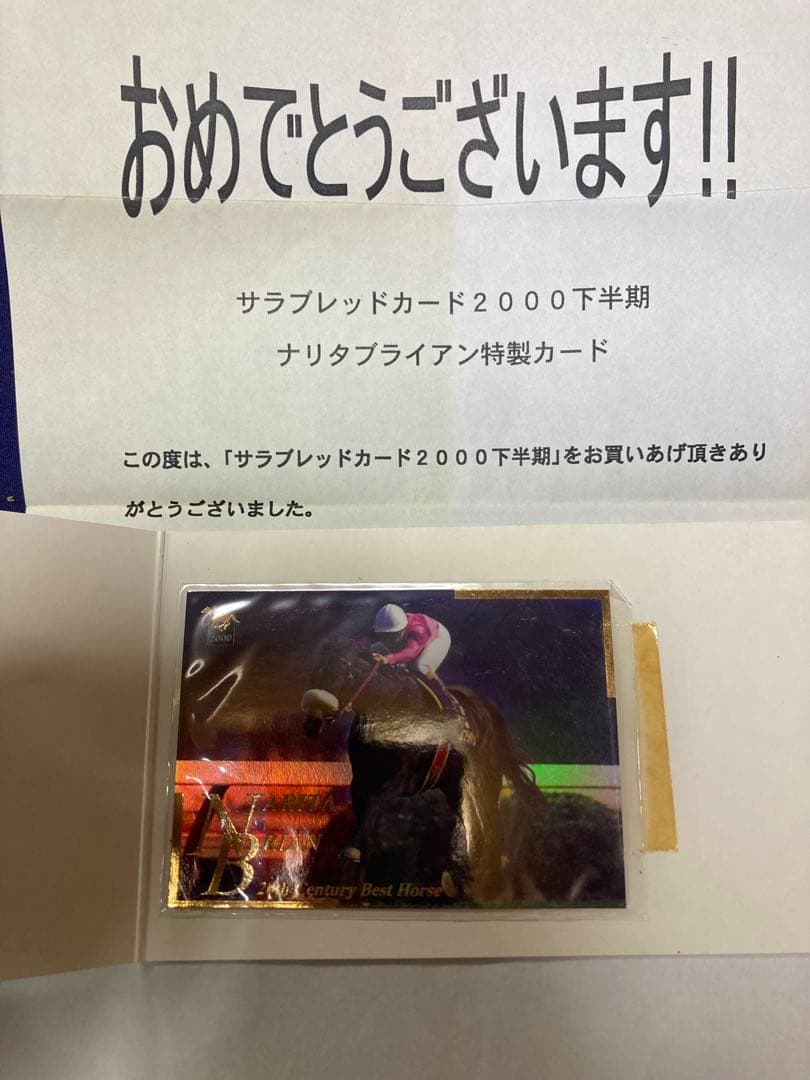 おめでとうございます!!
サラブレッドカード２０００下半期
ナリタブライアン特製カード
この度は、「サラブレッドカード２０００下半期」をお買いあげ頂きあり
がとうございました。
2000
NARITA
BRIAN
NB
20th Century Best Horse